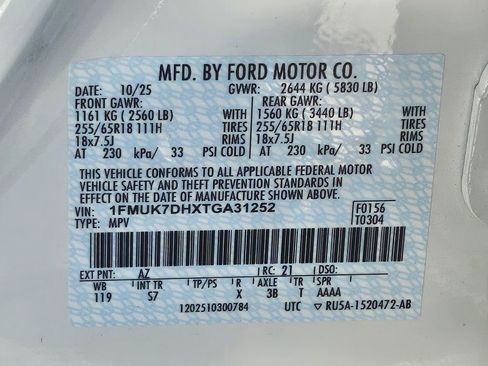 MFD. BY FORD MOTOR CO.
DATE: 10/25 GVWR: 2644 KG ( 5830 LB)
FRONT GAWR: REAR GAWR:
1161 KG ( 2560 LB) WITH 1560 KG ( 3440 LB) WITH
255/65R18 111H TIRES 255/65R18 111H TIRES
18x7.5J RIMS 18x7.5J RIMS
AT 230 kPa/ 33 PSI COLD AT 230 kPa/ 33 PSI COLD
THIS VEHICLE CONFORMS TO ALL APPLICABLE FEDERAL MOTOR
VEHICLE SAFETY AND THEFT PREVENTION STANDARDS IN
EFFECT ON THE DATE OF MANUFACTURE SHOWN ABOVE.
VIN: 1FMUK7DHXTGA31252 F0156
TYPE: MPV T0304
EXT PNT: AZ RC: 21 DSO:
WB INT TR TP/PS R AXLE TR SPR
119 S7 X 3B T AAAA
1202510300784 UTC RU5A-1520472-AB